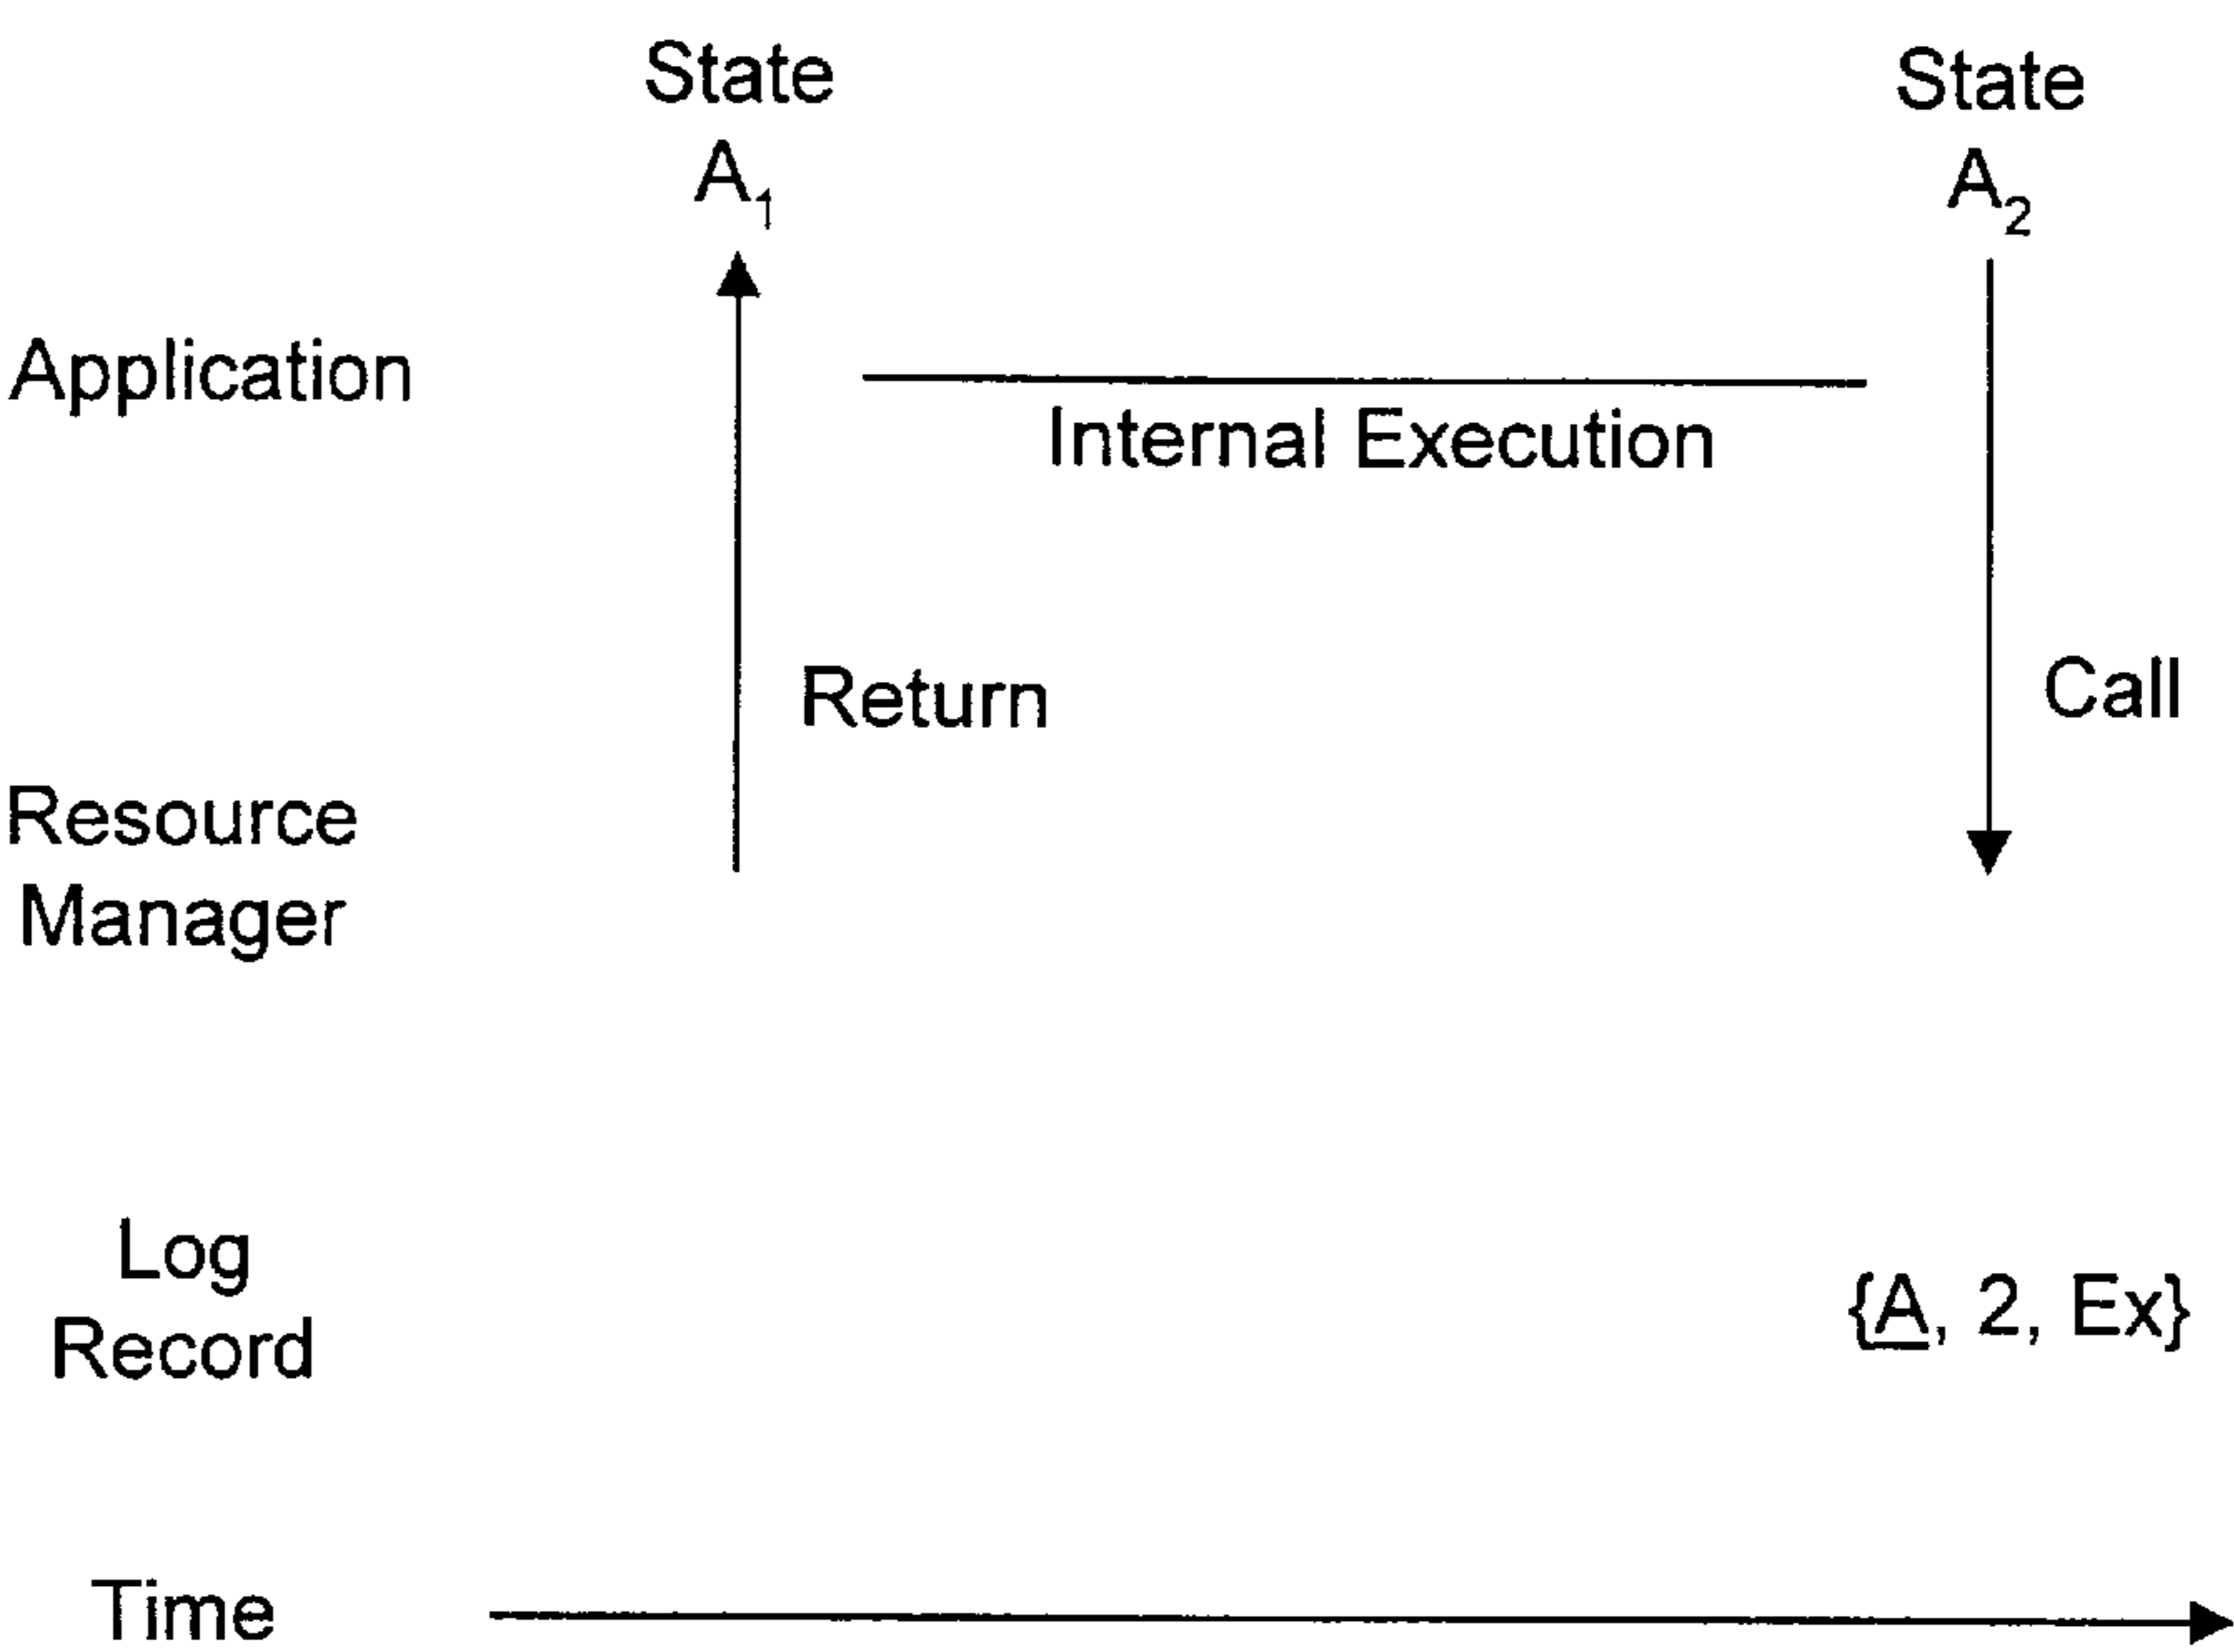 State
A₁
State
A₂
Application
Internal Execution
Return
Call
Resource
Manager
Log
Record
{A, 2, Ex}
Time